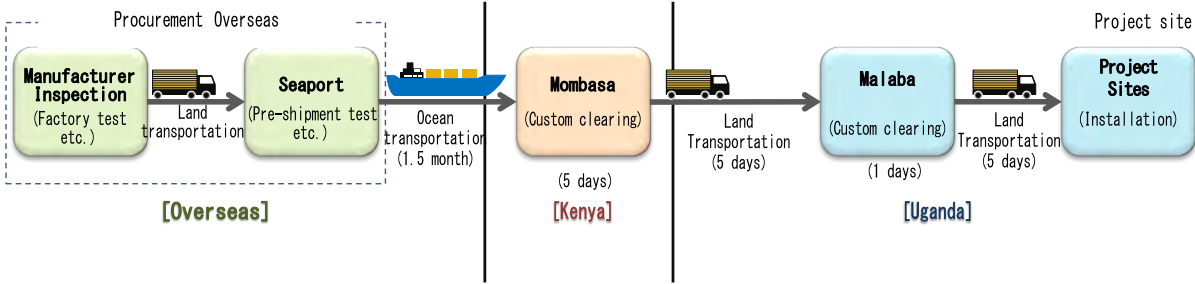 Procurement Overseas
Project site
Manufacturer
Inspection
(Factory test
etc.)
Land
transportation
Seaport
(Pre-shipment test
etc.)
Ocean
transportation
(1.5 month)
Mombasa
(Custom clearing)
(5 days)
Land
Transportation
(5 days)
Malaba
(Custom clearing)
(1 days)
Land
Transportation
(5 days)
Project
Sites
(Installation)
[Overseas]
[Kenya]
[Uganda]